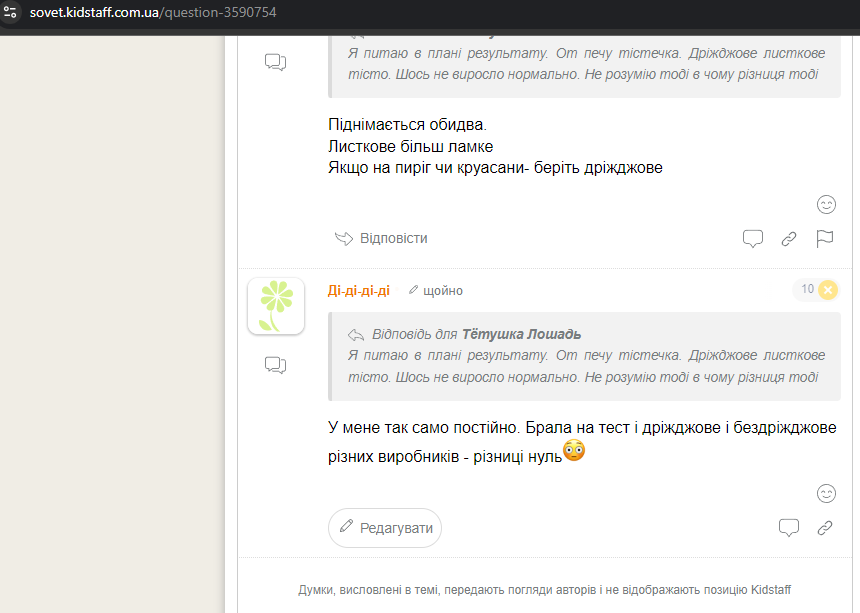 sovet.kidstaff.com.ua/question-3590754
Я питаю в плані результату. От печу тістечка. Дріжджове листкове
тісто. Шось не виросло нормально. Не розумію тоді в чому різниця тоді
Піднімається обидва.
Листкове більш ламке
Якщо на пиріг чи круасани- беріть дріжджове
Відповісти
Ді-ді-ді-ді щойно 10
Відповідь для Тётушка Лошадь
Я питаю в плані результату. От печу тістечка. Дріжджове листкове
тісто. Шось не виросло нормально. Не розумію тоді в чому різниця тоді
У мене так само постійно. Брала на тест і дріжджове і бездріжджове
різних виробників - різниці нуль😳
Редагувати
Думки, висловлені в темі, передають погляди авторів і не відображають позицію Kidstaff